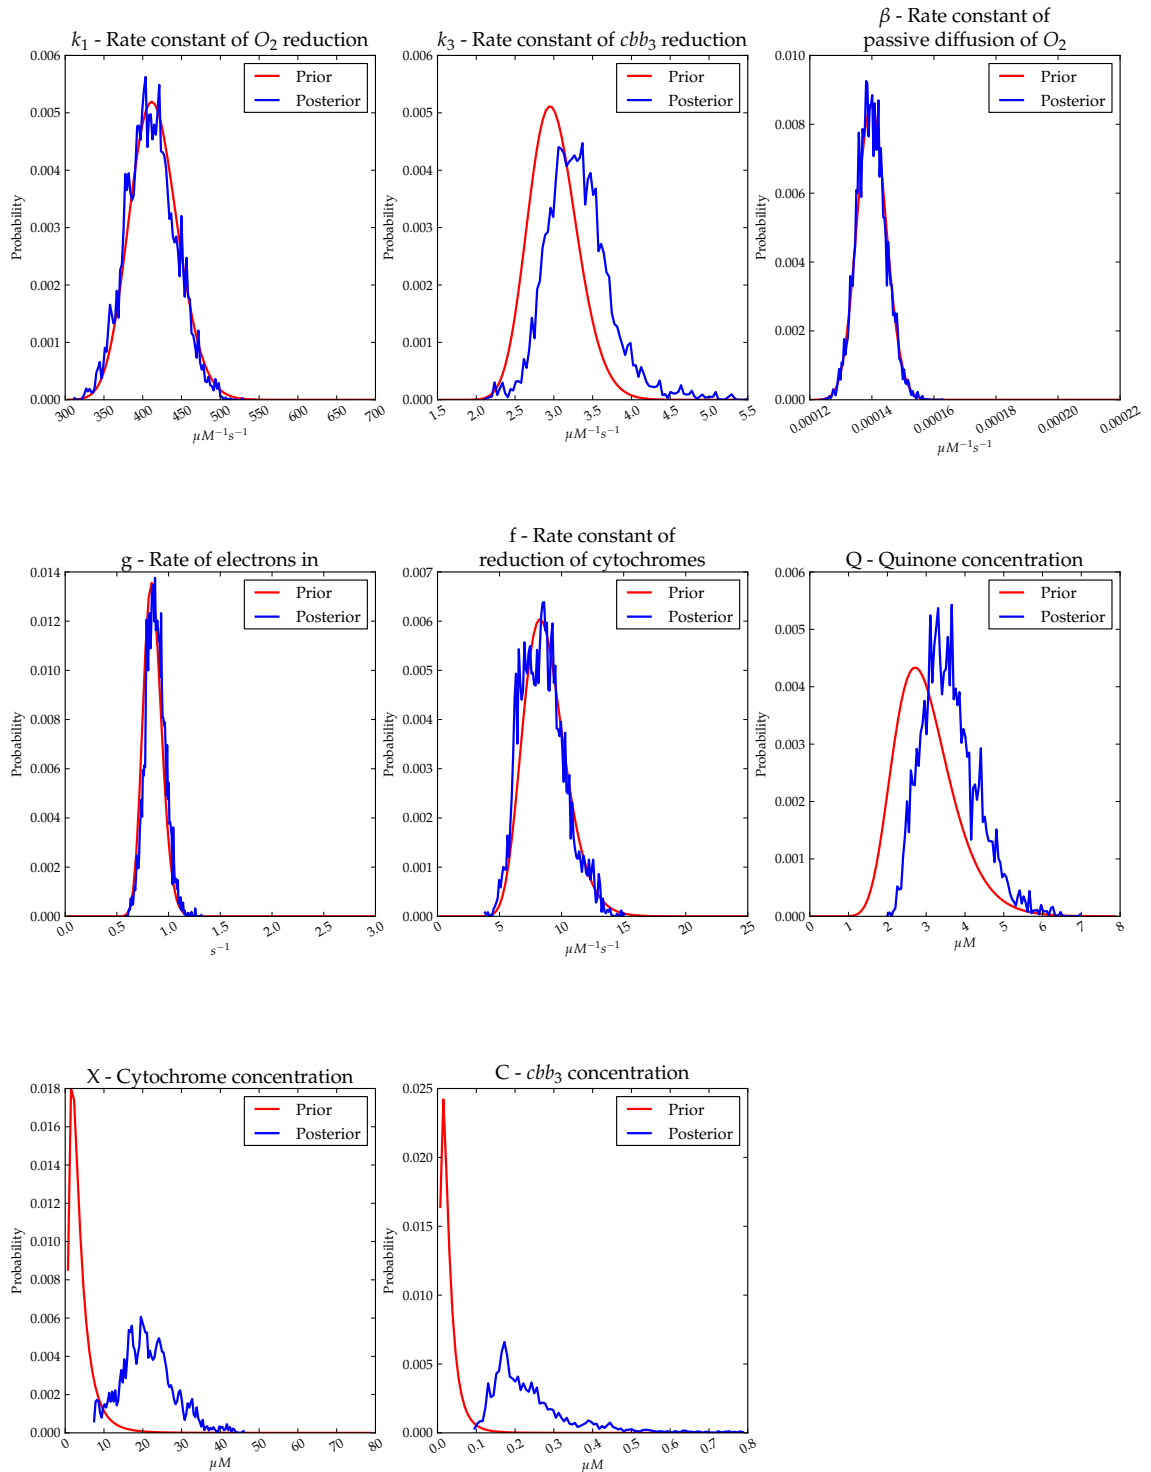 k₁ - Rate constant of O₂ reduction
0.006
0.005
0.004
0.003
0.002
0.001
0.000
Probability
Prior
Posterior
300 350 400 450 500 550 600 650 700
μM⁻¹s⁻¹
k₃ - Rate constant of cbb₃ reduction
0.006
0.005
0.004
0.003
0.002
0.001
0.000
Probability
Prior
Posterior
1.5 2.0 2.5 3.0 3.5 4.0 4.5 5.0 5.5
μM⁻¹s⁻¹
β - Rate constant of
passive diffusion of O₂
0.010
0.008
0.006
0.004
0.002
0.000
Probability
Prior
Posterior
0.00012 0.00014 0.00016 0.00018 0.00020 0.00022
μM⁻¹s⁻¹
g - Rate of electrons in
0.014
0.012
0.010
0.008
0.006
0.004
0.002
0.000
Probability
Prior
Posterior
0.0 0.5 1.0 1.5 2.0 2.5 3.0
s⁻¹
f - Rate constant of
reduction of cytochromes
0.007
0.006
0.005
0.004
0.003
0.002
0.001
0.000
Probability
Prior
Posterior
0 5 10 15 20 25
μM⁻¹s⁻¹
Q - Quinone concentration
0.006
0.005
0.004
0.003
0.002
0.001
0.000
Probability
Prior
Posterior
0 1 2 3 4 5 6 7 8
μM
X - Cytochrome concentration
0.018
0.016
0.014
0.012
0.010
0.008
0.006
0.004
0.002
0.000
Probability
Prior
Posterior
0 10 20 30 40 50 60 70 80
μM
C - cbb₃ concentration
0.025
0.020
0.015
0.010
0.005
0.000
Probability
Prior
Posterior
0.0 0.1 0.2 0.3 0.4 0.5 0.6 0.7 0.8
μM